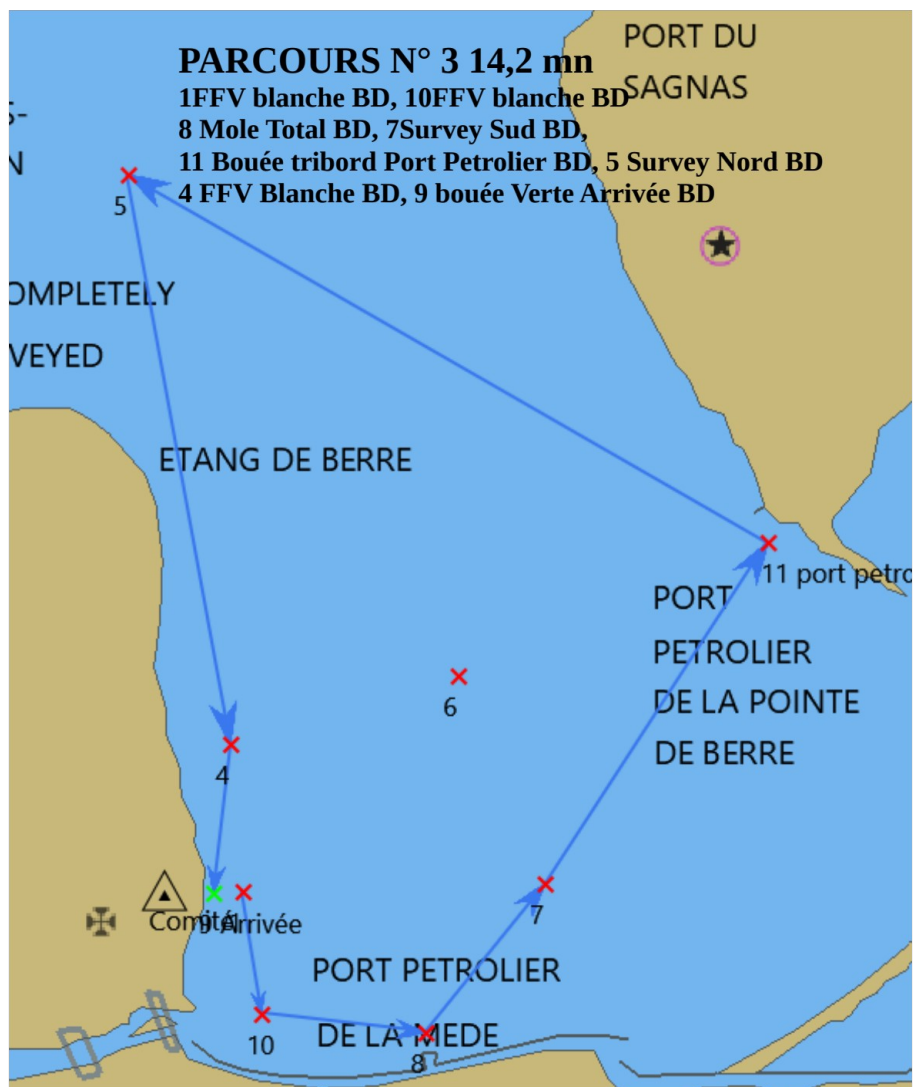 PORT DU
SAGNAS
PARCOURS N° 3 14,2 mn
1FFV blanche BD, 10FFV blanche BD
8 Mole Total BD, 7Survey Sud BD,
11 Bouée tribord Port Petrolier BD, 5 Survey Nord BD
4 FFV Blanche BD, 9 bouée Verte Arrivée BD
S-
N
5
OMPLETELY
VEYED
ETANG DE BERRE
11 port petro
PORT
PETROLIER
DE LA POINTE
DE BERRE
6
4
Comité
9 Arrivée
7
PORT PETROLIER
DE LA MEDE
10
8